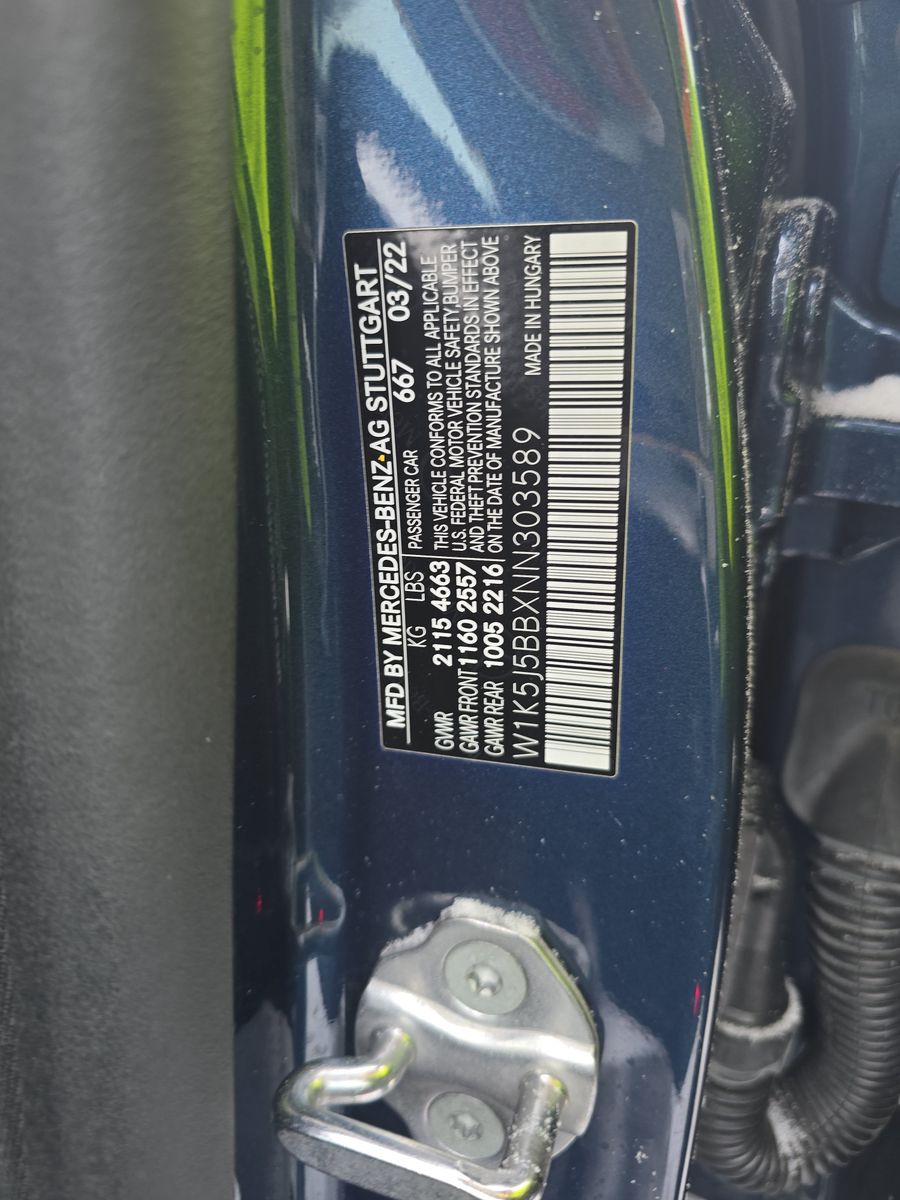 MFD BY MERCEDES-BENZ AG STUTTGART
KG LBS PASSENGER CAR 667 03/22
GWR 2115 4663 THIS VEHICLE CONFORMS TO ALL APPLICABLE
GAWR FRONT 1160 2557 U.S. FEDERAL MOTOR VEHICLE SAFETY, BUMPER
GAWR REAR 1005 2216 AND THEFT PREVENTION STANDARDS IN EFFECT
ON THE DATE OF MANUFACTURE SHOWN ABOVE
W1K5J5BBXNN303589 MADE IN HUNGARY